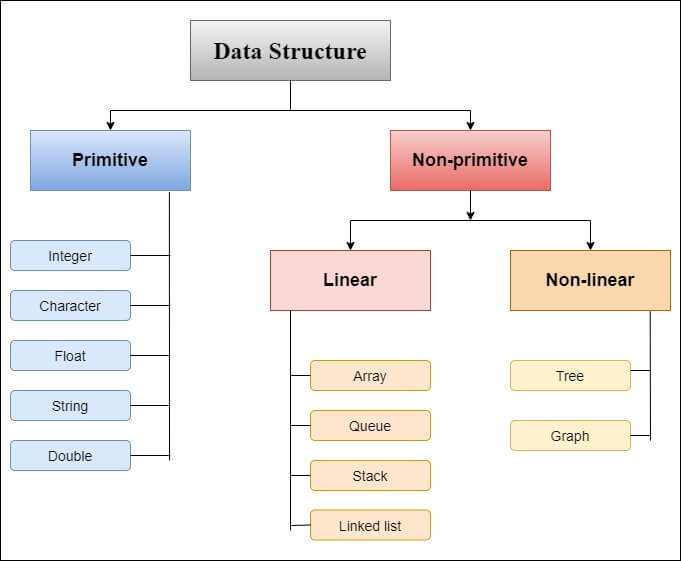 Data Structure
Primitive
Non-primitive
Integer
Character
Float
String
Double
Linear
Non-linear
Array
Queue
Stack
Linked list
Tree
Graph